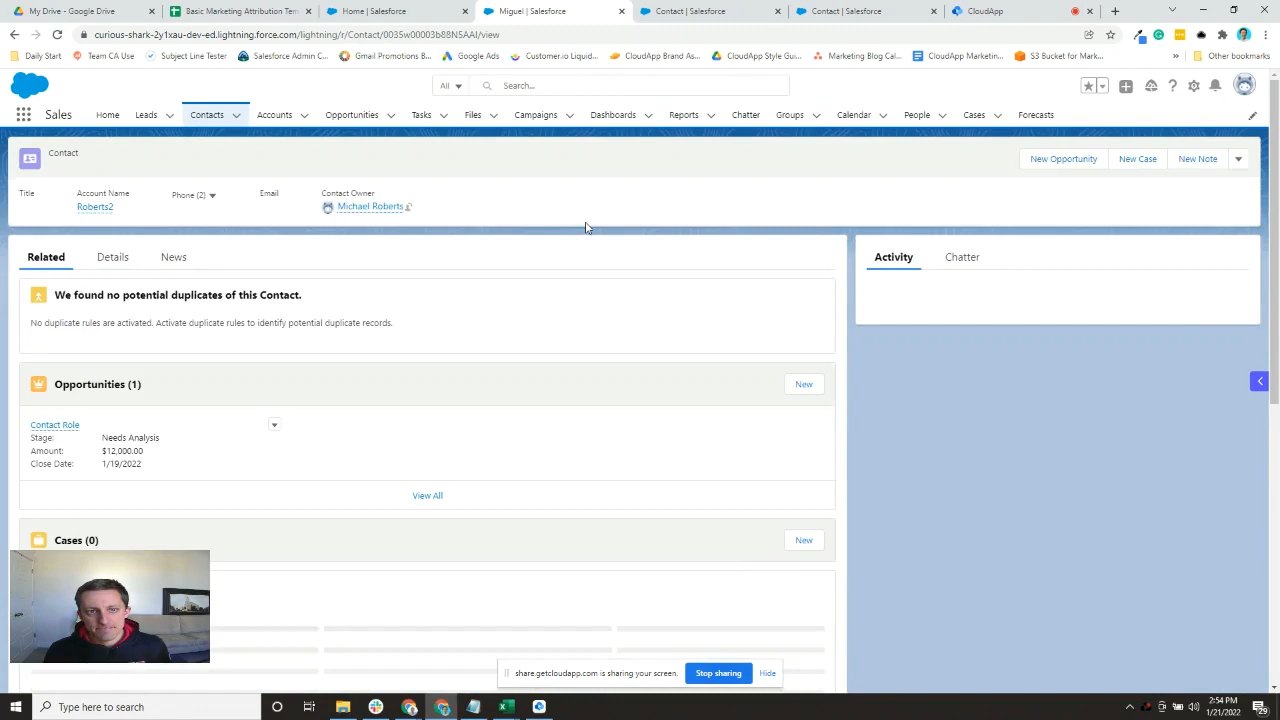 My Drive - Google Drive
Basic Marketing Attribution Tem
Home | Salesforce
Miguel | Salesforce
Contact | Salesforce
Contact | Salesforce
CloudApp
curious-shark-2y1xau-dev-ed.lightning.force.com/lightning/r/Contact/0035w00003b88N5AAI/view
Daily Start
Team CA Use
Subject Line Tester
Salesforce Admin C...
Gmail Promotions B...
Google Ads
Customer.io Liquid...
CloudApp Brand Ass...
CloudApp Style Gui...
Marketing Blog Cal...
CloudApp Marketin...
S3 Bucket for Mark...
Other bookmarks
All
Search...
Sales
Home
Leads
Contacts
Accounts
Opportunities
Tasks
Files
Campaigns
Dashboards
Reports
Chatter
Groups
Calendar
People
Cases
Forecasts
Contact
New Opportunity
New Case
New Note
Title
Account Name
Phone (2)
Email
Contact Owner
Roberts2
Michael Roberts
Related
Details
News
Activity
Chatter
We found no potential duplicates of this Contact.
No duplicate rules are activated. Activate duplicate rules to identify potential duplicate records.
Opportunities (1)
New
Contact Role
Stage: Needs Analysis
Amount: $12,000.00
Close Date: 1/19/2022
View All
Cases (0)
New
share.getcloudapp.com is sharing your screen.
Stop sharing
Hide
Type here to search
2:54 PM
1/21/2022